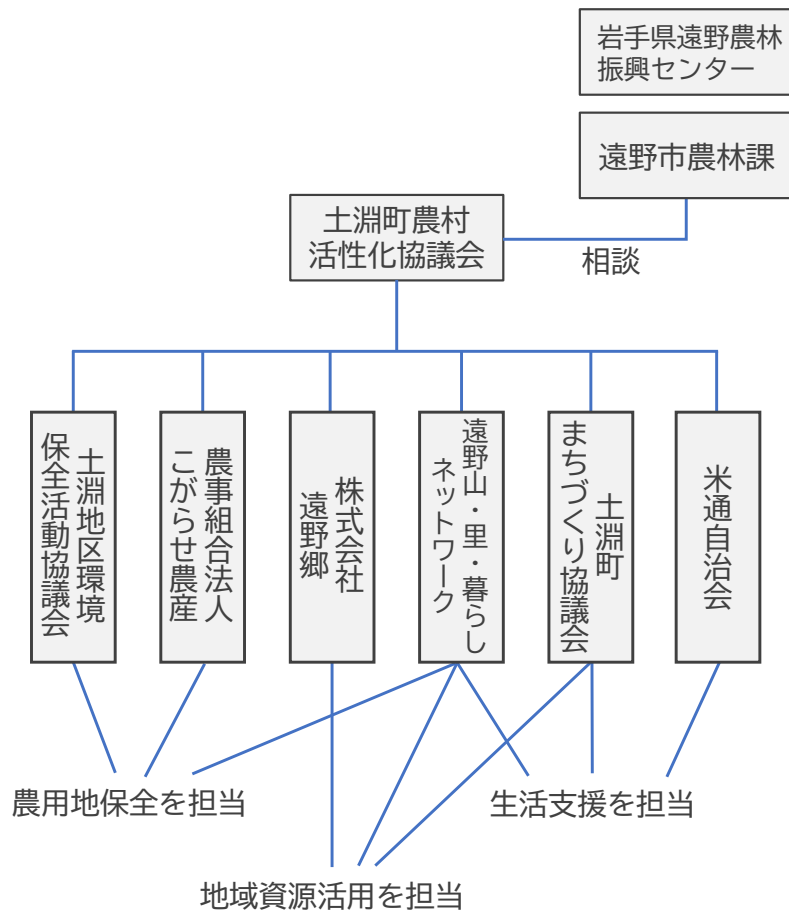 岩手県遠野農林
振興センター
遠野市農林課
土淵町農村
活性化協議会
相談
土淵地区環境
保全活動協議会
農事組合法人
こがらせ農産
株式会社
遠野郷
遠野山・里・暮らし
ネットワーク
土淵町
まちづくり協議会
米通自治会
農用地保全を担当
生活支援を担当
地域資源活用を担当